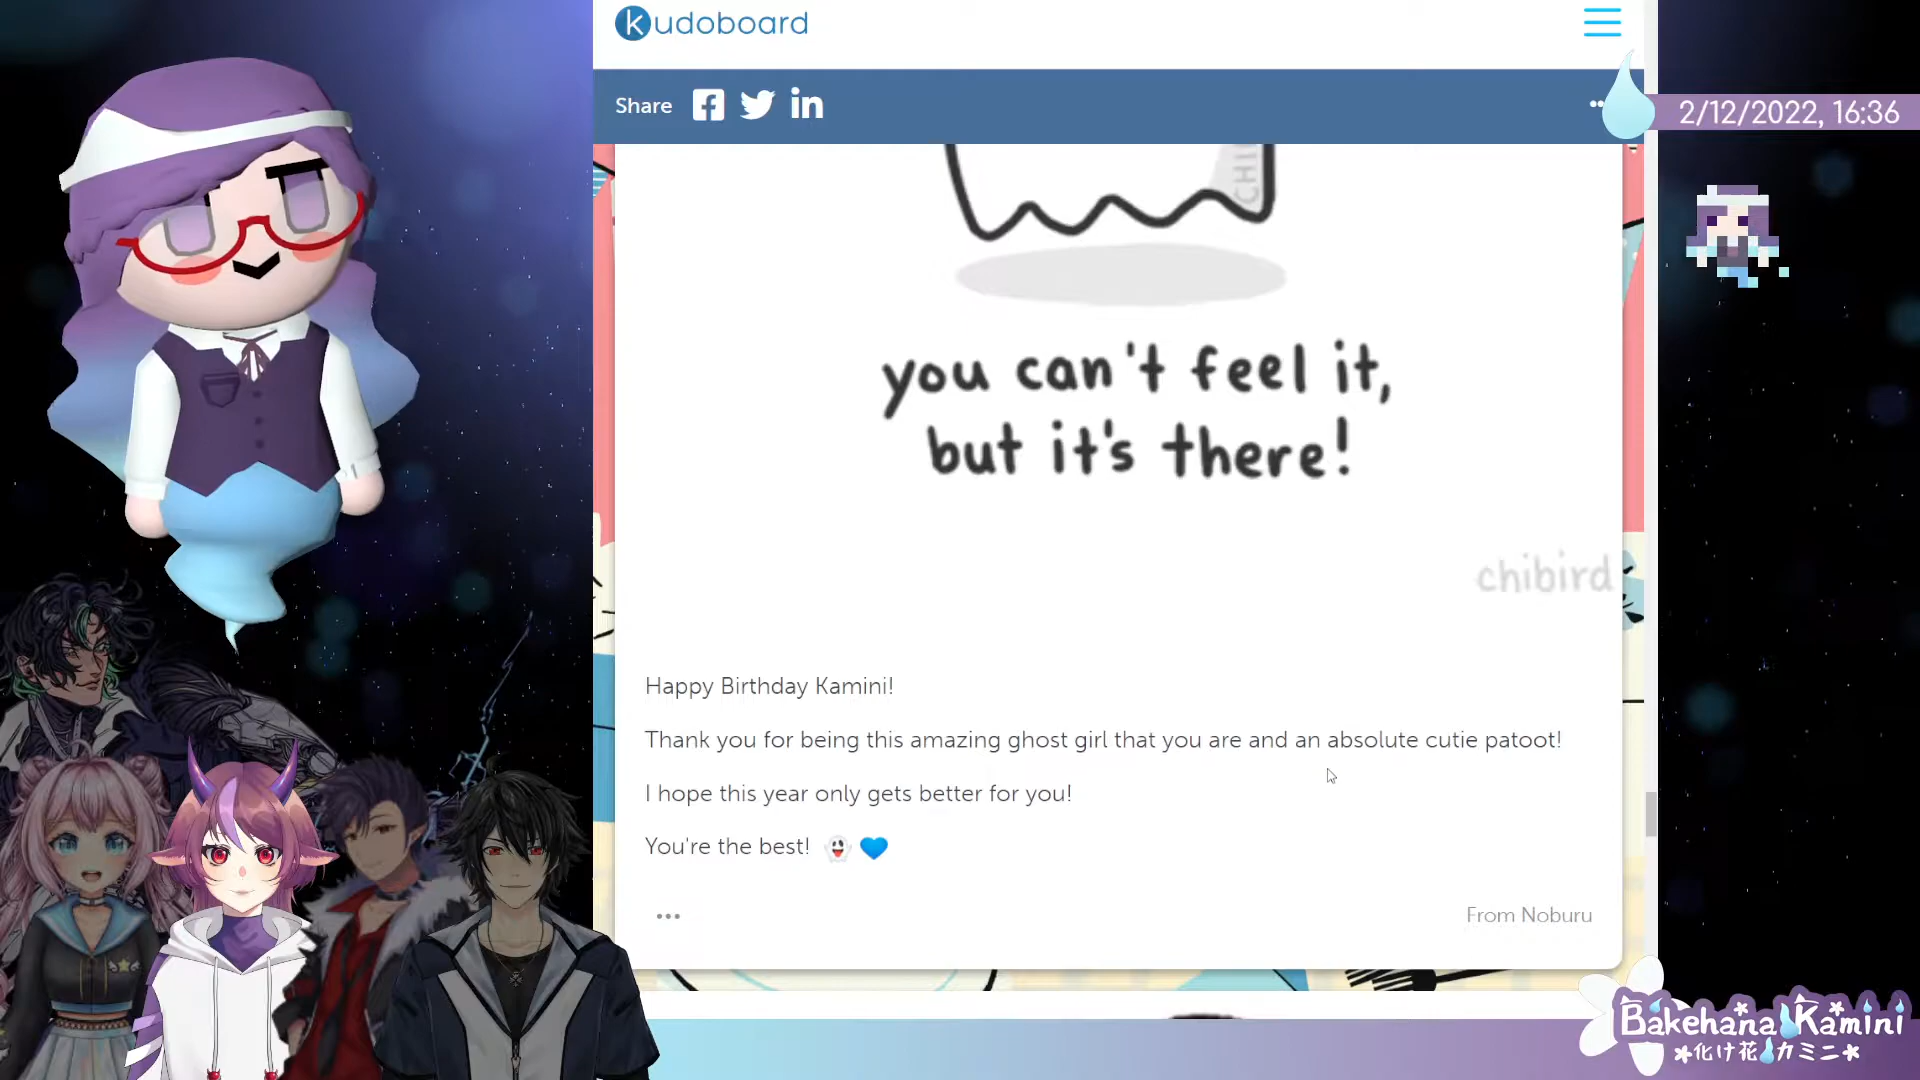 kudoboard
Share
2/12/2022, 16:36
CHI
you can't feel it,
but it's there!
chibird
Happy Birthday Kamini!
Thank you for being this amazing ghost girl that you are and an absolute cutie patoot!
I hope this year only gets better for you!
You're the best! 👻 💙
From Noburu
Bakehana Kamini
化け花カミニ